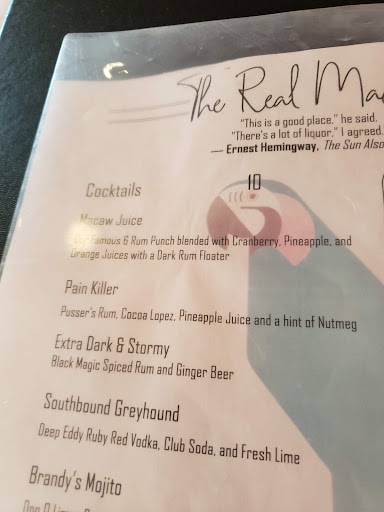 The Real Mac
"This is a good place," he said.
"There's a lot of liquor," I agreed.
— Ernest Hemingway, The Sun Also
Cocktails
10
Macaw Juice
Our Famous 6 Rum Punch blended with Cranberry, Pineapple, and
Orange Juices with a Dark Rum Floater
Pain Killer
Pusser's Rum, Cocoa Lopez, Pineapple Juice and a hint of Nutmeg
Extra Dark & Stormy
Black Magic Spiced Rum and Ginger Beer
Southbound Greyhound
Deep Eddy Ruby Red Vodka, Club Soda, and Fresh Lime
Brandy's Mojito